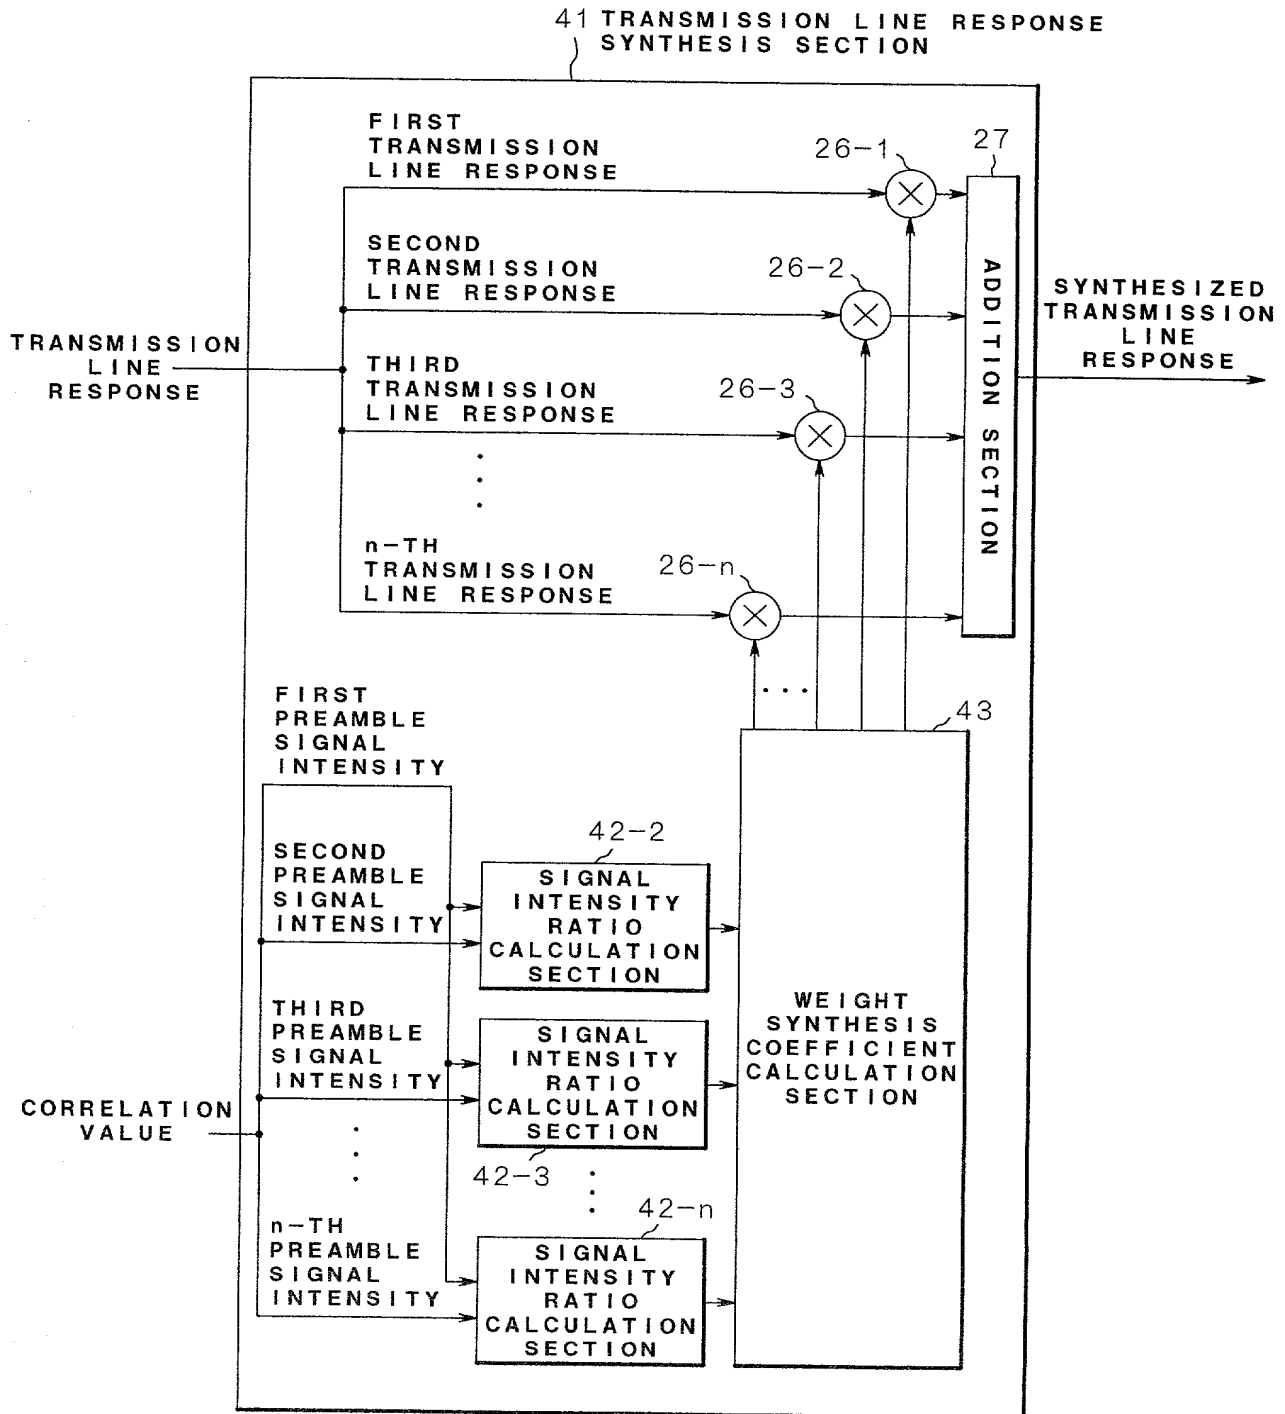 41 TRANSMISSION LINE RESPONSE
SYNTHESIS SECTION
FIRST
TRANSMISSION
LINE RESPONSE
26-1
27
SECOND
TRANSMISSION
LINE RESPONSE
26-2
ADDITION SECTION
SYNTHESIZED
TRANSMISSION
LINE
RESPONSE
TRANSMISSION
LINE
RESPONSE
THIRD
TRANSMISSION
LINE RESPONSE
26-3
n-TH
TRANSMISSION
LINE RESPONSE
26-n
FIRST
PREAMBLE
SIGNAL
INTENSITY
43
SECOND
PREAMBLE
SIGNAL
INTENSITY
42-2
SIGNAL
INTENSITY
RATIO
CALCULATION
SECTION
WEIGHT
SYNTHESIS
COEFFICIENT
CALCULATION
SECTION
THIRD
PREAMBLE
SIGNAL
INTENSITY
SIGNAL
INTENSITY
RATIO
CALCULATION
SECTION
42-3
CORRELATION
VALUE
n-TH
PREAMBLE
SIGNAL
INTENSITY
42-n
SIGNAL
INTENSITY
RATIO
CALCULATION
SECTION